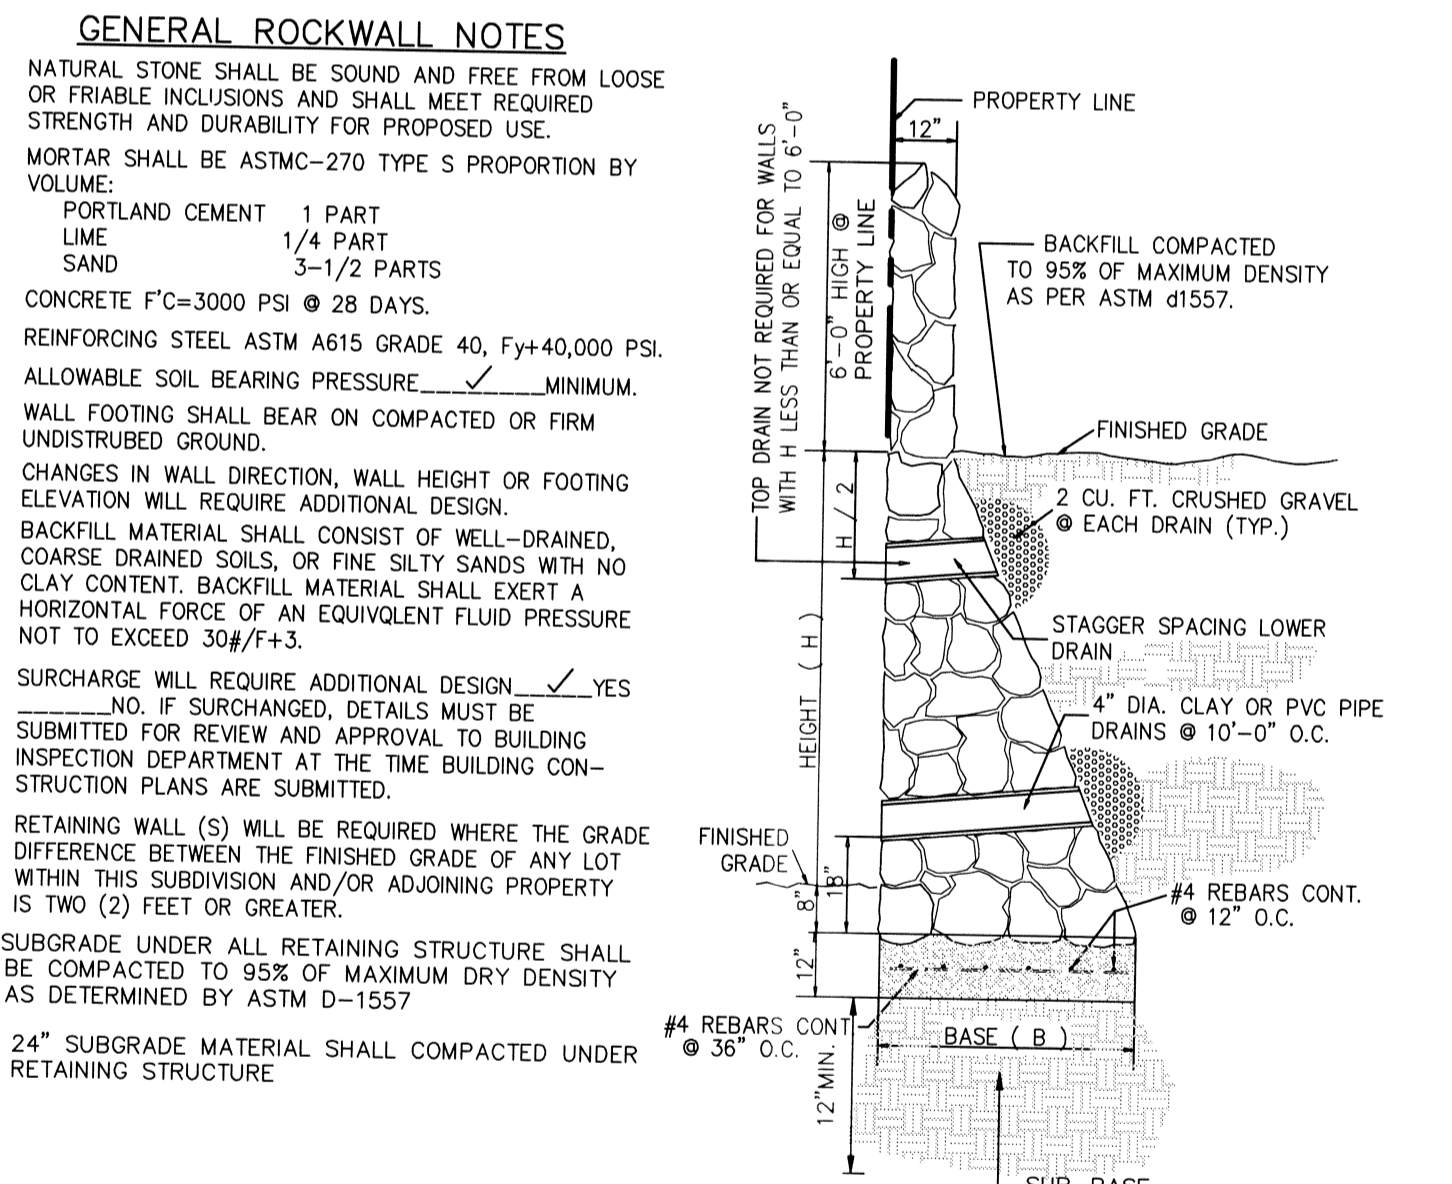 GENERAL ROCKWALL NOTES
NATURAL STONE SHALL BE SOUND AND FREE FROM LOOSE
OR FRIABLE INCLUSIONS AND SHALL MEET REQUIRED
STRENGTH AND DURABILITY FOR PROPOSED USE.
MORTAR SHALL BE ASTMC-270 TYPE S PROPORTION BY
VOLUME:
PORTLAND CEMENT 1 PART
LIME 1/4 PART
SAND 3-1/2 PARTS
CONCRETE F'C=3000 PSI @ 28 DAYS.
REINFORCING STEEL ASTM A615 GRADE 40, Fy+40,000 PSI.
ALLOWABLE SOIL BEARING PRESSURE___✓___MINIMUM.
WALL FOOTING SHALL BEAR ON COMPACTED OR FIRM
UNDISTRUBED GROUND.
CHANGES IN WALL DIRECTION, WALL HEIGHT OR FOOTING
ELEVATION WILL REQUIRE ADDITIONAL DESIGN.
BACKFILL MATERIAL SHALL CONSIST OF WELL-DRAINED,
COARSE DRAINED SOILS, OR FINE SILTY SANDS WITH NO
CLAY CONTENT. BACKFILL MATERIAL SHALL EXERT A
HORIZONTAL FORCE OF AN EQUIVQLENT FLUID PRESSURE
NOT TO EXCEED 30#/F+3.
SURCHARGE WILL REQUIRE ADDITIONAL DESIGN__✓__YES
______NO. IF SURCHANGED, DETAILS MUST BE
SUBMITTED FOR REVIEW AND APPROVAL TO BUILDING
INSPECTION DEPARTMENT AT THE TIME BUILDING CON-
STRUCTION PLANS ARE SUBMITTED.
RETAINING WALL (S) WILL BE REQUIRED WHERE THE GRADE
DIFFERENCE BETWEEN THE FINISHED GRADE OF ANY LOT
WITHIN THIS SUBDIVISION AND/OR ADJOINING PROPERTY
IS TWO (2) FEET OR GREATER.
SUBGRADE UNDER ALL RETAINING STRUCTURE SHALL
BE COMPACTED TO 95% OF MAXIMUM DRY DENSITY
AS DETERMINED BY ASTM D-1557
24" SUBGRADE MATERIAL SHALL COMPACTED UNDER
RETAINING STRUCTURE
PROPERTY LINE
12"
TOP DRAIN NOT REQUIRED FOR WALLS
WITH H LESS THAN OR EQUAL TO 6'-0"
6'-0" HIGH @
PROPERTY LINE
BACKFILL COMPACTED
TO 95% OF MAXIMUM DENSITY
AS PER ASTM d1557.
FINISHED GRADE
H/2
2 CU. FT. CRUSHED GRAVEL
@ EACH DRAIN (TYP.)
HEIGHT ( H )
STAGGER SPACING LOWER
DRAIN
4" DIA. CLAY OR PVC PIPE
DRAINS @ 10'-0" O.C.
FINISHED
GRADE
8"
18"
#4 REBARS CONT.
@ 12" O.C.
12"
#4 REBARS CONT
@ 36" O.C.
BASE ( B )
12"MIN.
SUB-BASE